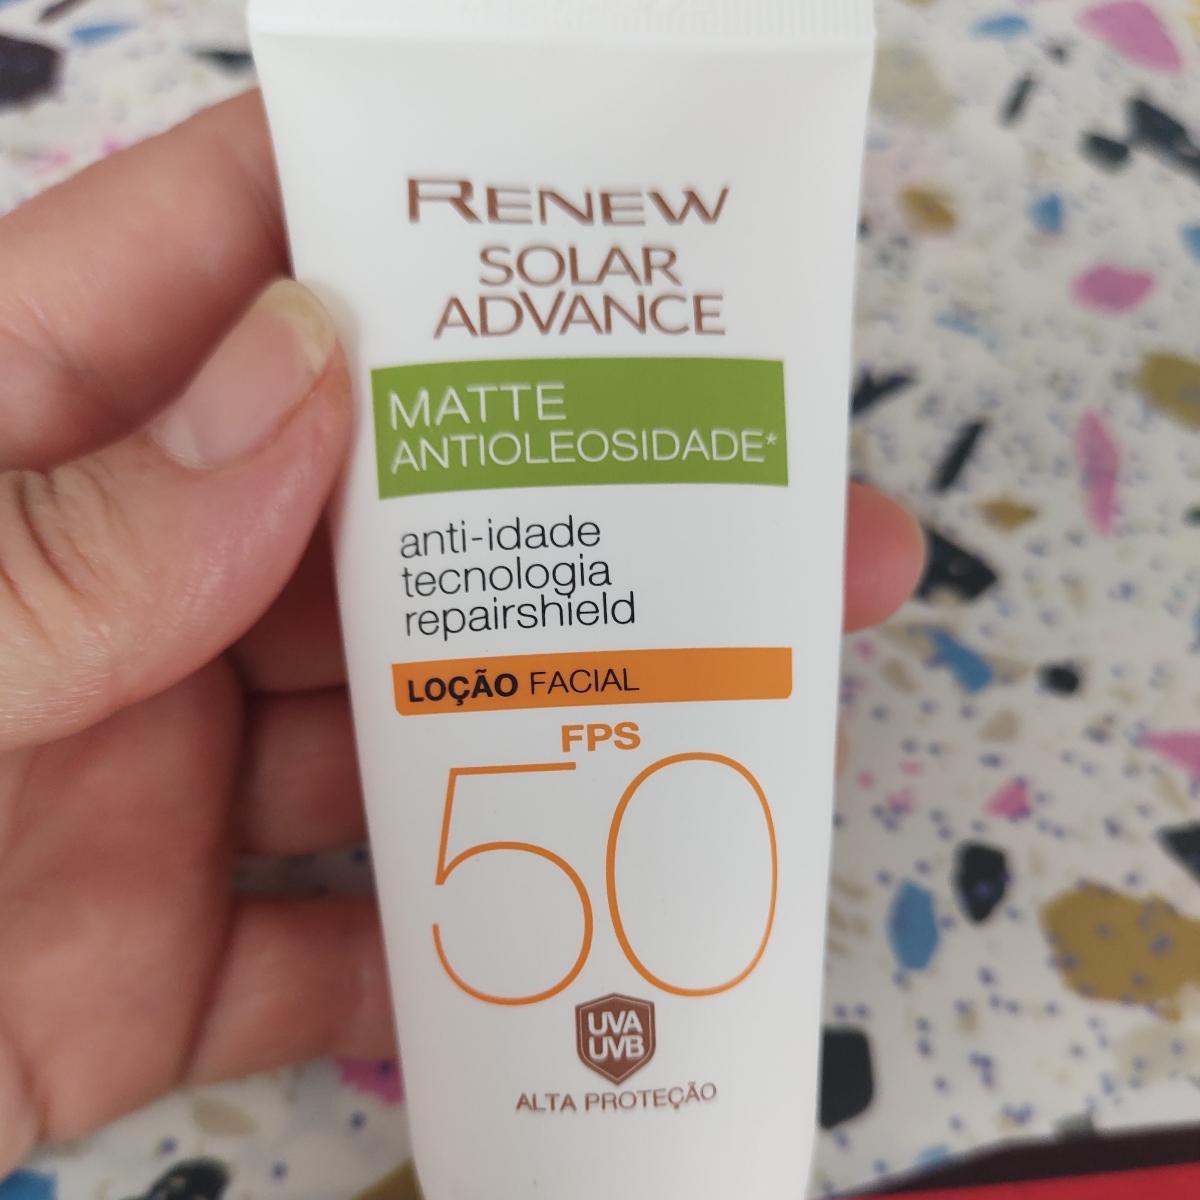 RENEW
SOLAR
ADVANCE
MATTE
ANTIOLEOSIDADE*
anti-idade
tecnologia
repairshield
LOÇÃO FACIAL
FPS
50
UVA
UVB
ALTA PROTEÇÃO